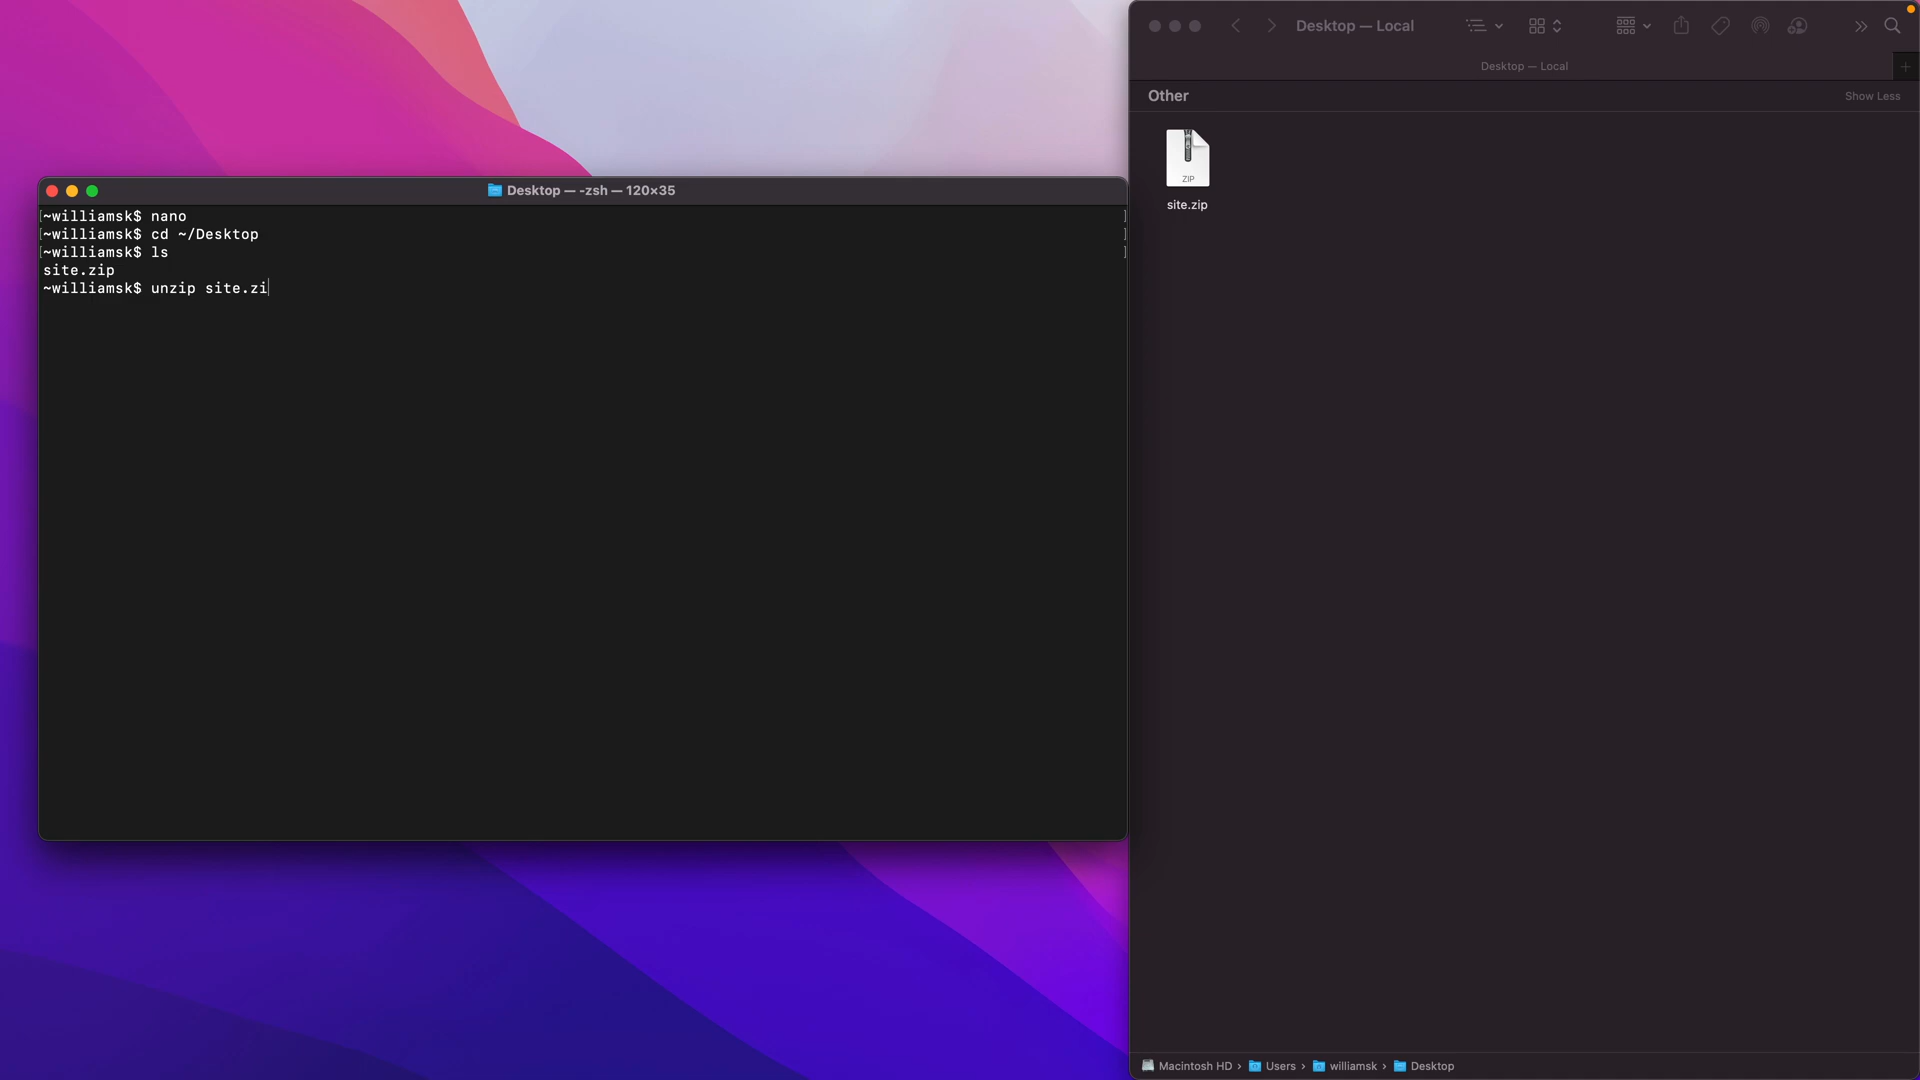 Desktop — -zsh — 120×35
[~williamsk$ nano ]
[~williamsk$ cd ~/Desktop ]
[~williamsk$ ls ]
site.zip
~williamsk$ unzip site.zi
Desktop — Local
Desktop — Local
Other
Show Less
ZIP
site.zip
Macintosh HD › Users › williamsk › Desktop